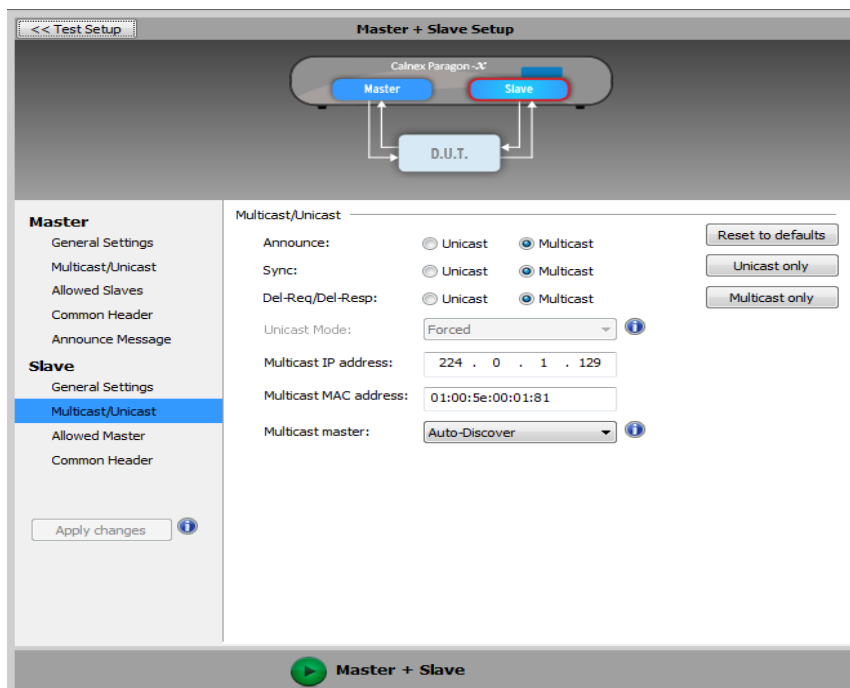 << Test Setup
Master + Slave Setup
Calnex Paragon-X
Master
Slave
D.U.T.
Master
General Settings
Multicast/Unicast
Allowed Slaves
Common Header
Announce Message
Slave
General Settings
Multicast/Unicast
Allowed Master
Common Header
Apply changes
Multicast/Unicast
Announce: Unicast Multicast
Sync: Unicast Multicast
Del-Req/Del-Resp: Unicast Multicast
Unicast Mode: Forced
Multicast IP address: 224 . 0 . 1 . 129
Multicast MAC address: 01:00:5e:00:01:81
Multicast master: Auto-Discover
Reset to defaults
Unicast only
Multicast only
Master + Slave